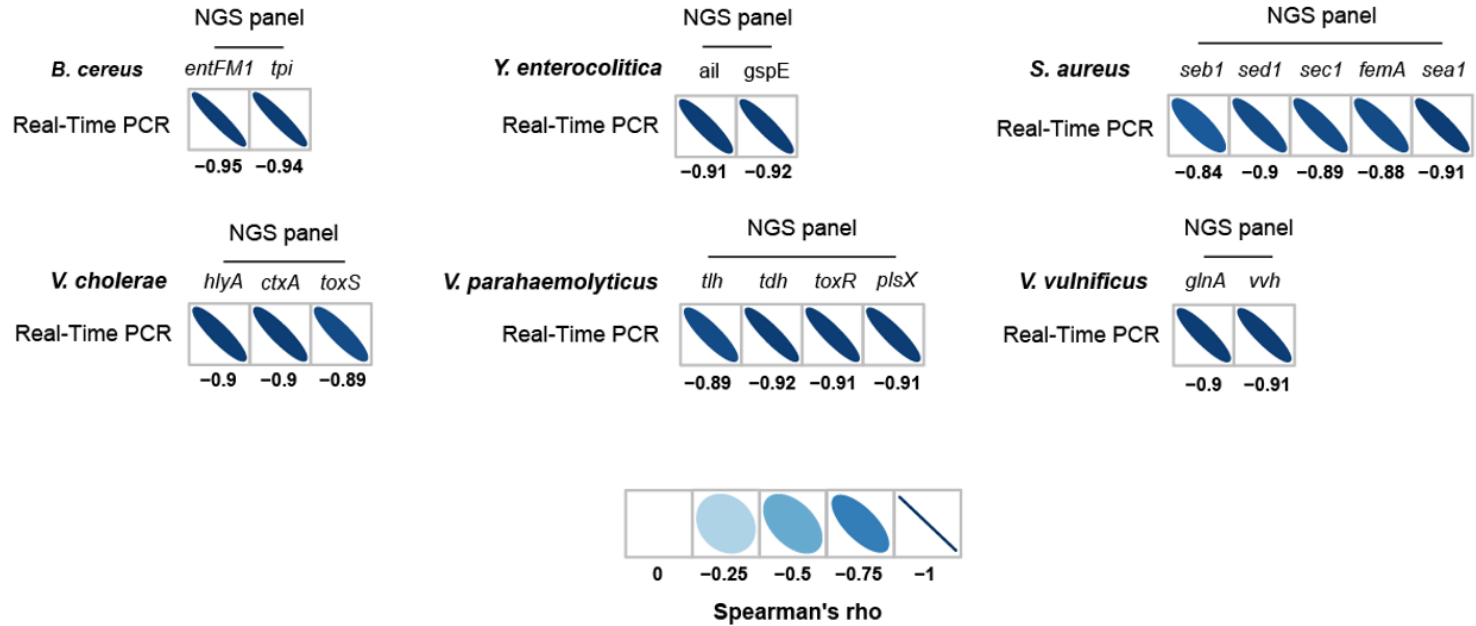 NGS panel
B. cereus entFM1 tpi
Real-Time PCR
−0.95 −0.94
NGS panel
Y. enterocolitica ail gspE
Real-Time PCR
−0.91 −0.92
NGS panel
S. aureus seb1 sed1 sec1 femA sea1
Real-Time PCR
−0.84 −0.9 −0.89 −0.88 −0.91
NGS panel
V. cholerae hlyA ctxA toxS
Real-Time PCR
−0.9 −0.9 −0.89
NGS panel
V. parahaemolyticus tlh tdh toxR plsX
Real-Time PCR
−0.89 −0.92 −0.91 −0.91
NGS panel
V. vulnificus glnA vvh
Real-Time PCR
−0.9 −0.91
0 −0.25 −0.5 −0.75 −1
Spearman's rho